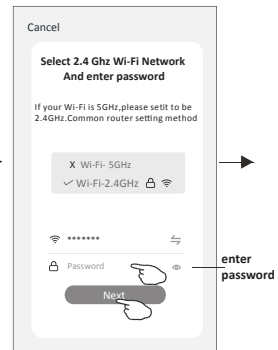 Cancel
Select 2.4 Ghz Wi-Fi Network
And enter password
If your Wi-Fi is 5GHz,please setit to be
2.4GHz.Common router setting method
X Wi-Fi- 5GHz
✓ Wi-Fi-2.4GHz
*******
Password
Next
enter
password